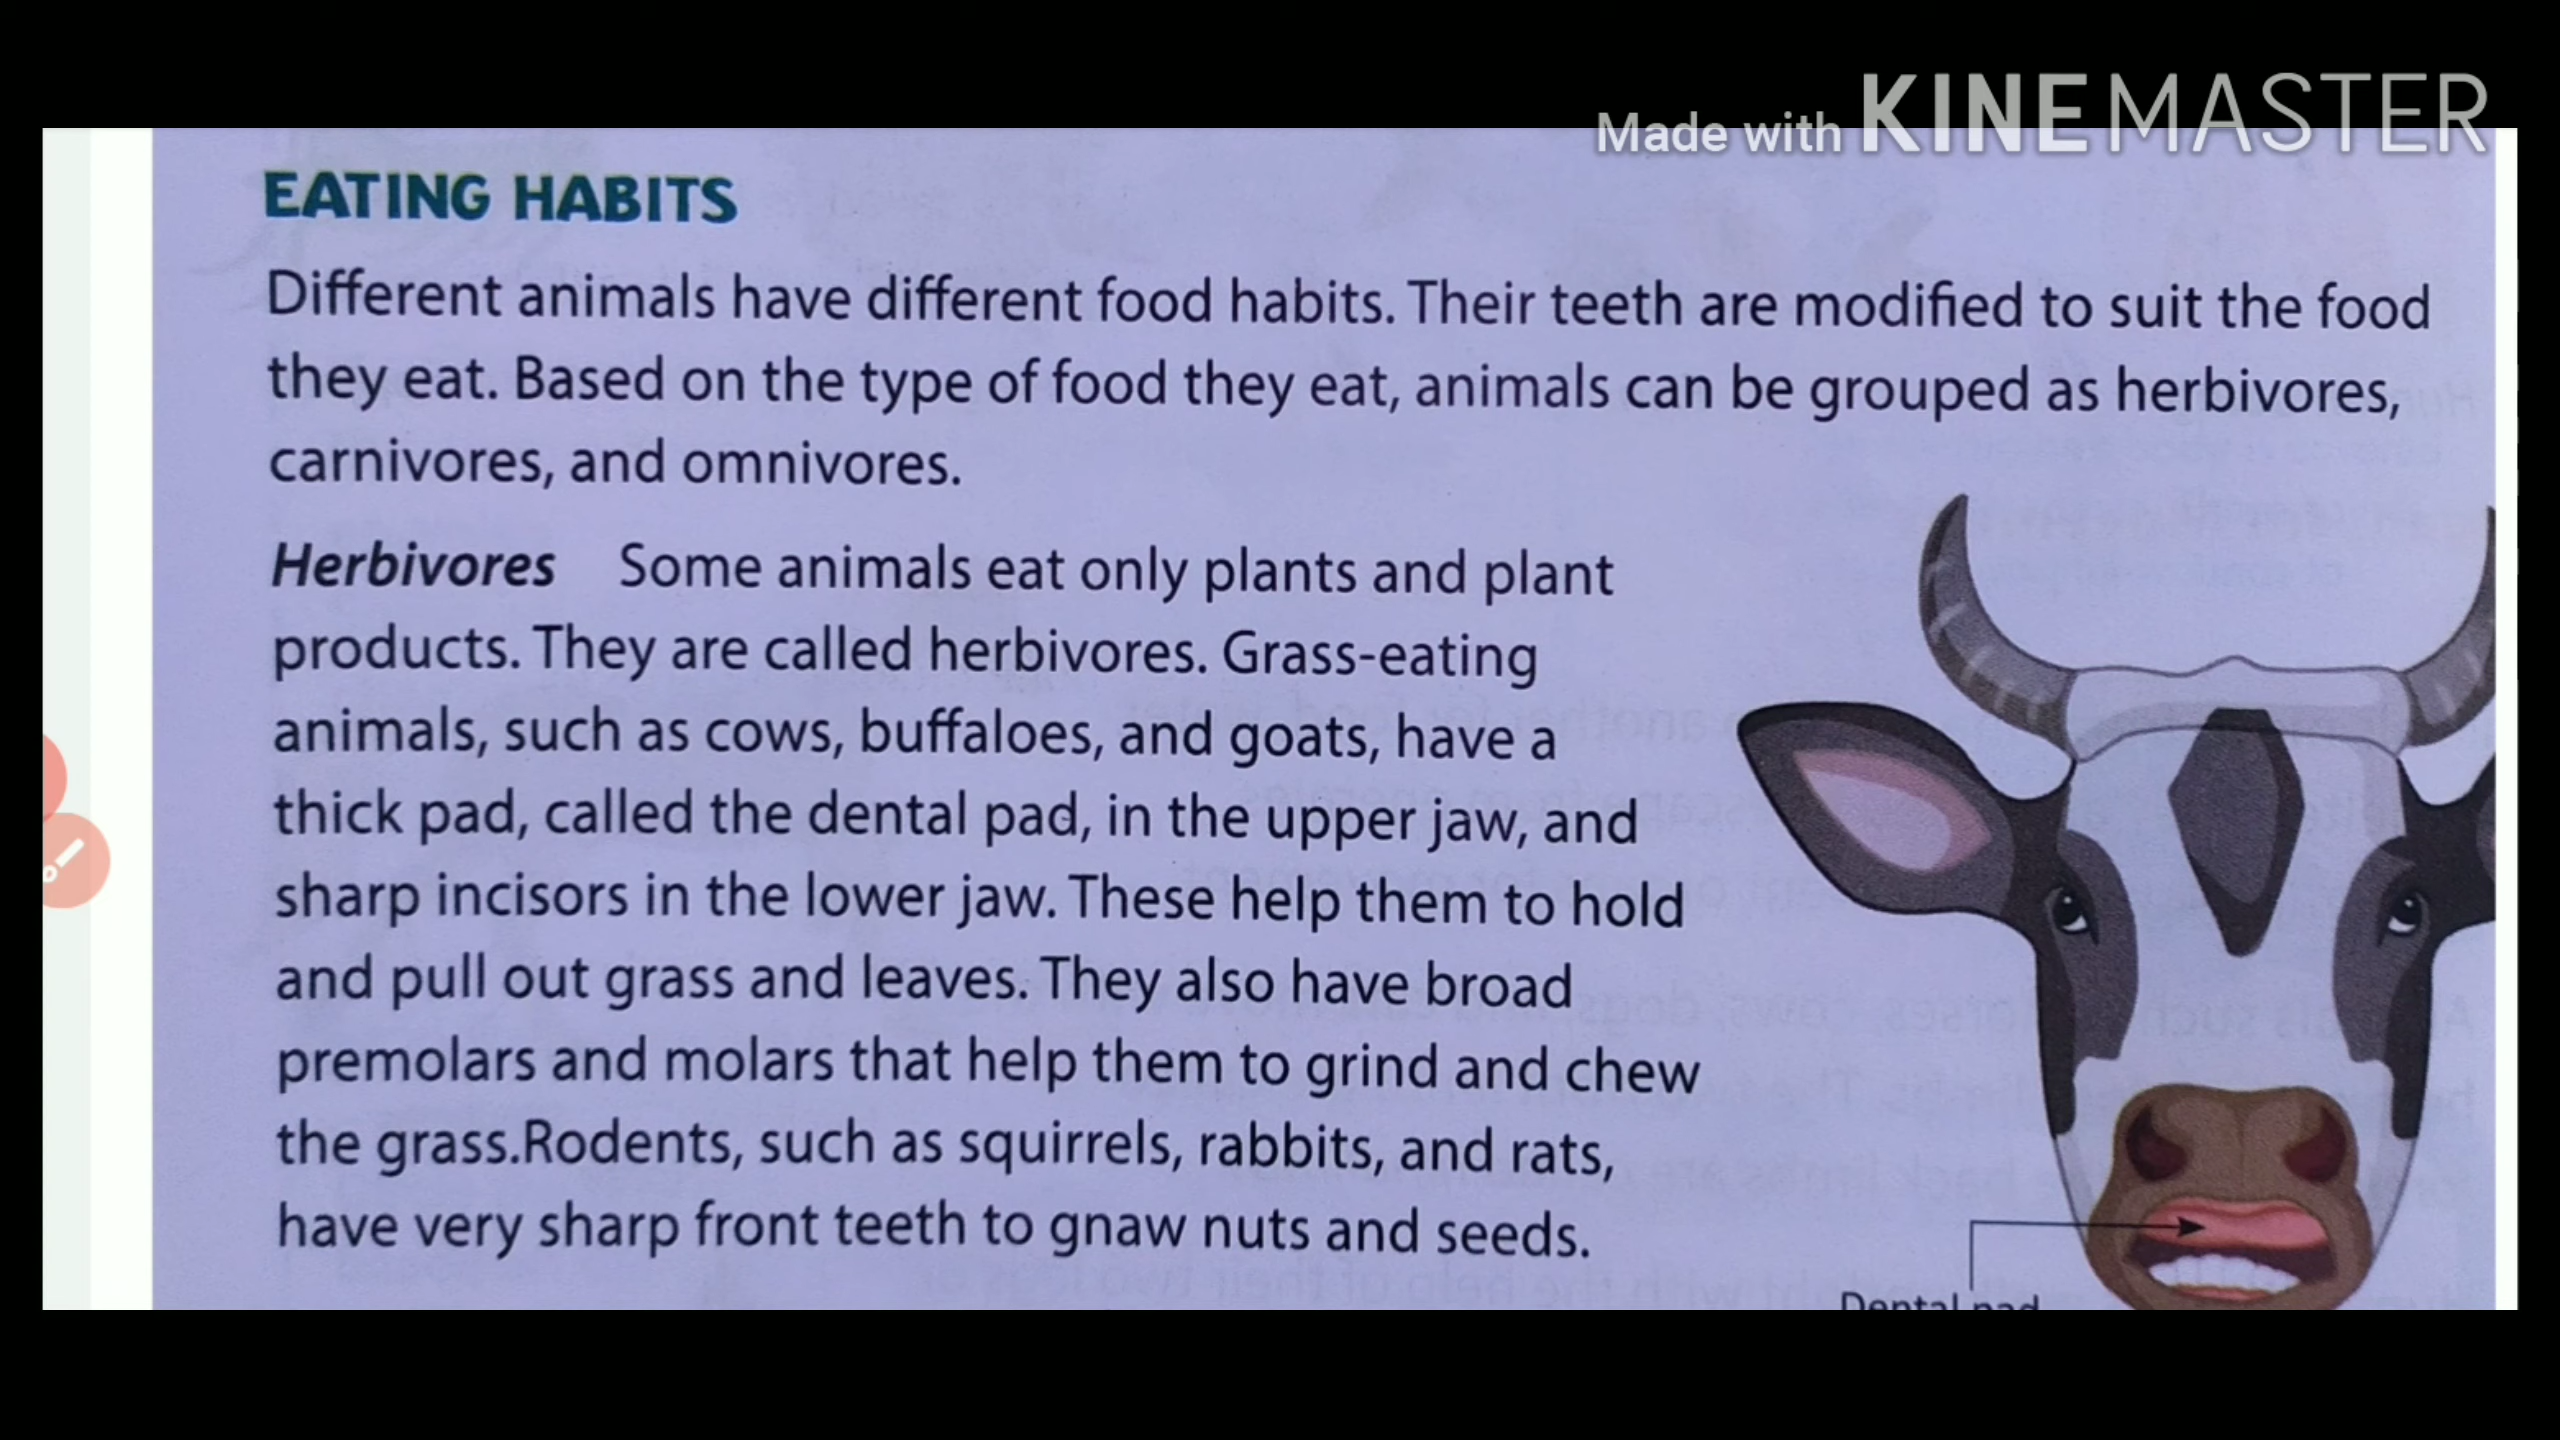 Made with KINEMASTER
EATING HABITS
Different animals have different food habits. Their teeth are modified to suit the food
they eat. Based on the type of food they eat, animals can be grouped as herbivores,
carnivores, and omnivores.
Herbivores Some animals eat only plants and plant
products. They are called herbivores. Grass-eating
animals, such as cows, buffaloes, and goats, have a
thick pad, called the dental pad, in the upper jaw, and
sharp incisors in the lower jaw. These help them to hold
and pull out grass and leaves. They also have broad
premolars and molars that help them to grind and chew
the grass.Rodents, such as squirrels, rabbits, and rats,
have very sharp front teeth to gnaw nuts and seeds.
Dental pad